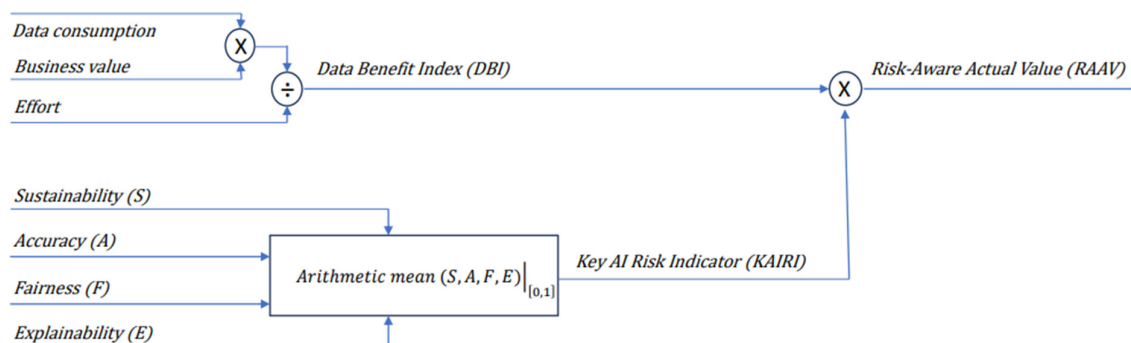 Data consumption
X
Business value
÷
Data Benefit Index (DBI)
X
Risk-Aware Actual Value (RAAV)
Effort
Sustainability (S)
Accuracy (A)
Arithmetic mean (S, A, F, E)|[0,1]
Key AI Risk Indicator (KAIRI)
Fairness (F)
Explainability (E)